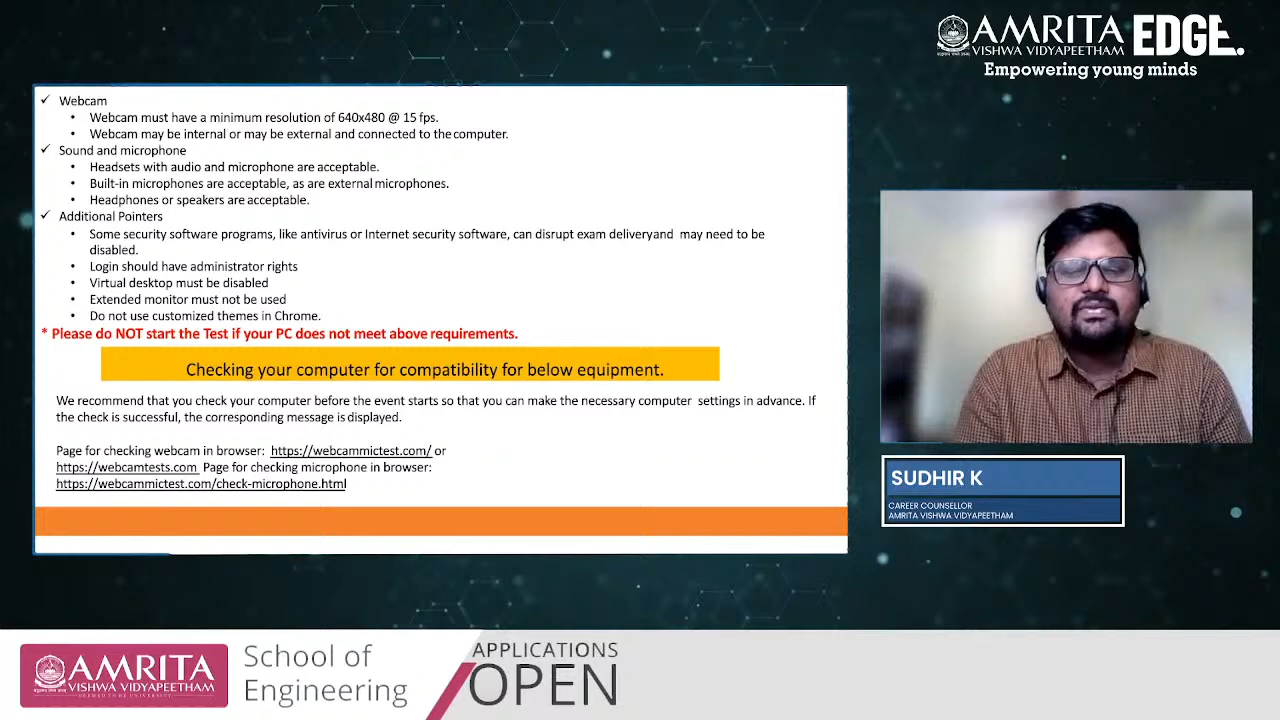 AMRITA EDGE.
VISHWA VIDYAPEETHAM
Empowering young minds
✓ Webcam
• Webcam must have a minimum resolution of 640x480 @ 15 fps.
• Webcam may be internal or may be external and connected to thecomputer.
✓ Sound and microphone
• Headsets with audio and microphone are acceptable.
• Built-in microphones are acceptable, as are externalmicrophones.
• Headphones or speakers are acceptable.
✓ Additional Pointers
• Some security software programs, like antivirus or Internet security software, can disrupt exam deliveryand may need to be
disabled.
• Login should have administrator rights
• Virtual desktop must be disabled
• Extended monitor must not be used
• Do not use customized themes in Chrome.
* Please do NOT start the Test if your PC does not meet above requirements.
Checking your computer for compatibility for below equipment.
We recommend that you check your computer before the event starts so that you can make the necessary computer settings in advance. If
the check is successful, the corresponding message is displayed.
Page for checking webcam in browser: https://webcammictest.com/ or
https://webcamtests.com Page for checking microphone in browser:
https://webcammictest.com/check-microphone.html
SUDHIR K
CAREER COUNSELLOR
AMRITA VISHWA VIDYAPEETHAM
AMRITA
VISHWA VIDYAPEETHAM
DEEMED TO BE UNIVERSITY
School of
Engineering
APPLICATIONS
OPEN